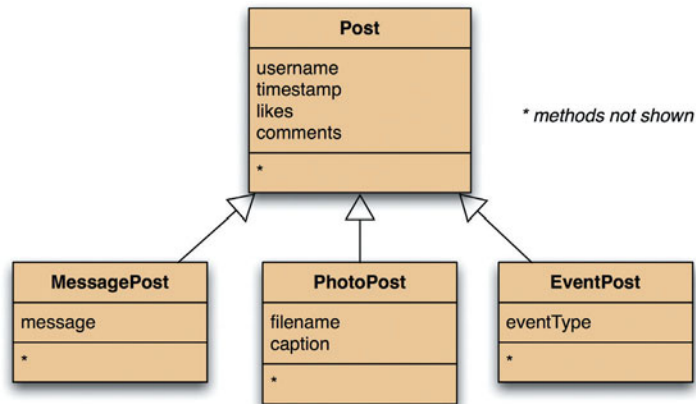 Post
username
timestamp
likes
comments
*
* methods not shown
MessagePost
message
*
PhotoPost
filename
caption
*
EventPost
eventType
*